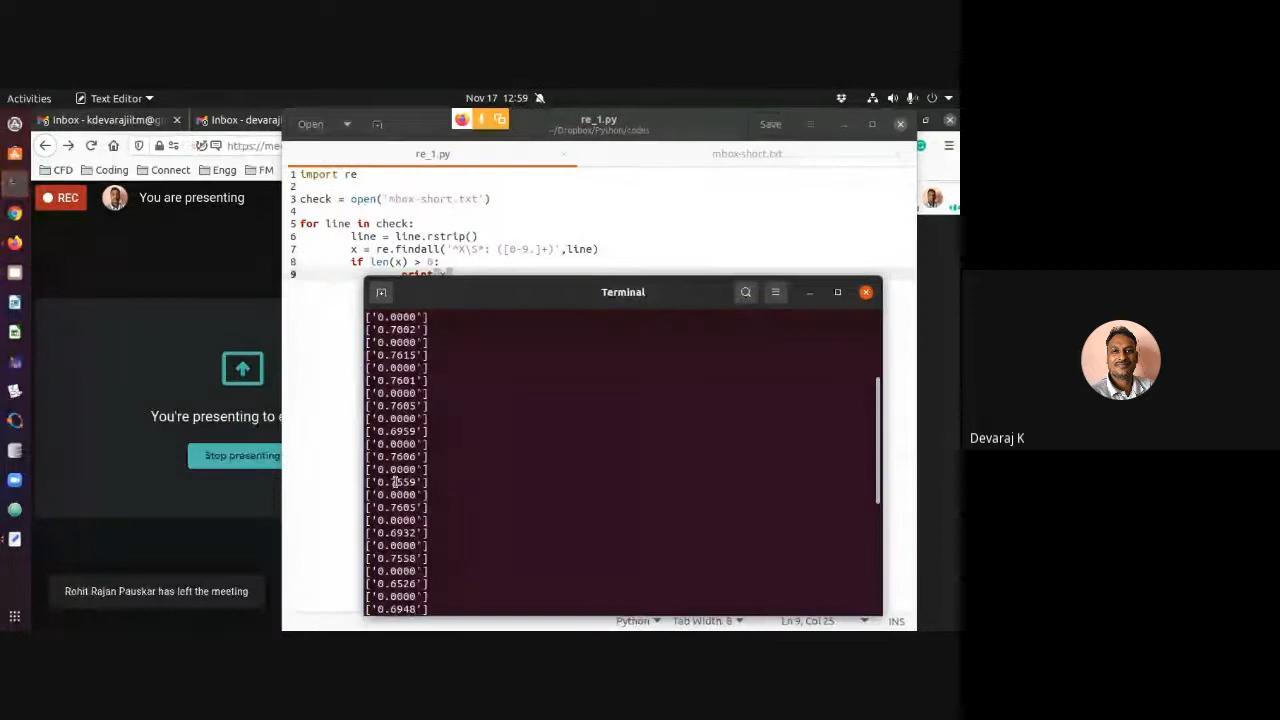 Activities
Text Editor
Nov 17 12:59
Inbox - kdevarajiitm@g
Inbox - devaraji
https://me
CFD
Coding
Connect
Engg
FM
REC
You are presenting
You're presenting to e
Stop presenting
Rohit Rajan Pauskar has left the meeting
Open
re_1.py
~/Dropbox/Python/codes
Save
re_1.py
mbox-short.txt
1 import re
2
3 check = open('mbox-short.txt')
4
5 for line in check:
6 line = line.rstrip()
7 x = re.findall('^X\S*: ([0-9.]+)',line)
8 if len(x) > 0:
9
Terminal
['0.0000']
['0.7002']
['0.0000']
['0.7615']
['0.0000']
['0.7601']
['0.0000']
['0.7605']
['0.0000']
['0.6959']
['0.0000']
['0.7606']
['0.0000']
['0.7559']
['0.0000']
['0.7605']
['0.0000']
['0.6932']
['0.0000']
['0.7558']
['0.0000']
['0.6526']
['0.0000']
['0.6948']
Python
Tab Width: 8
Ln 9, Col 25
INS
Devaraj K